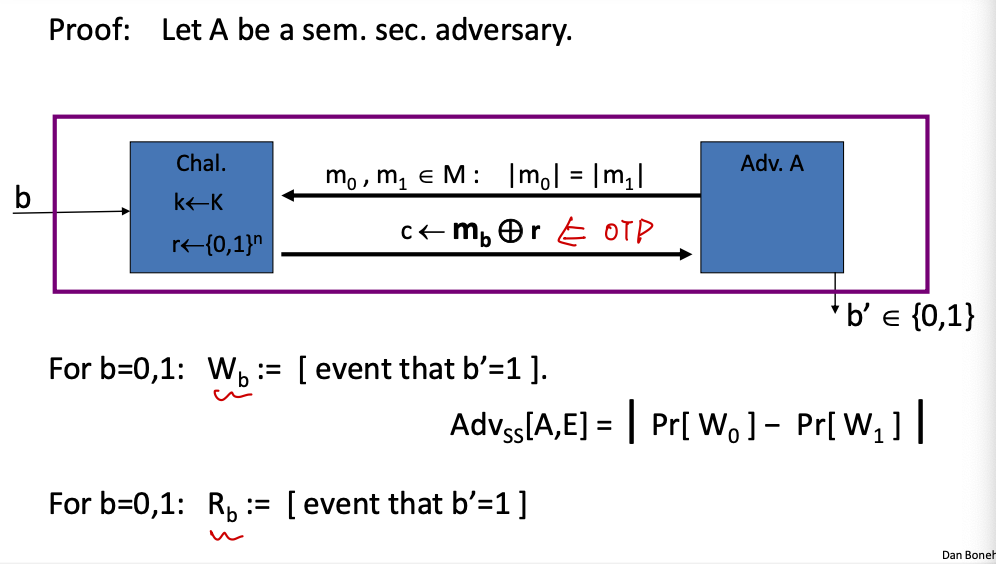 Proof: Let A be a sem. sec. adversary.
Chal.
k←K
r←{0,1}ⁿ
b
m₀ , m₁ ∈ M : |m₀| = |m₁|
c ← m_b ⊕ r ⇐ OTP
Adv. A
b’ ∈ {0,1}
For b=0,1: W_b := [ event that b’=1 ].
Adv_SS[A,E] = | Pr[ W₀ ] − Pr[ W₁ ] |
For b=0,1: R_b := [ event that b’=1 ]
Dan Boneh